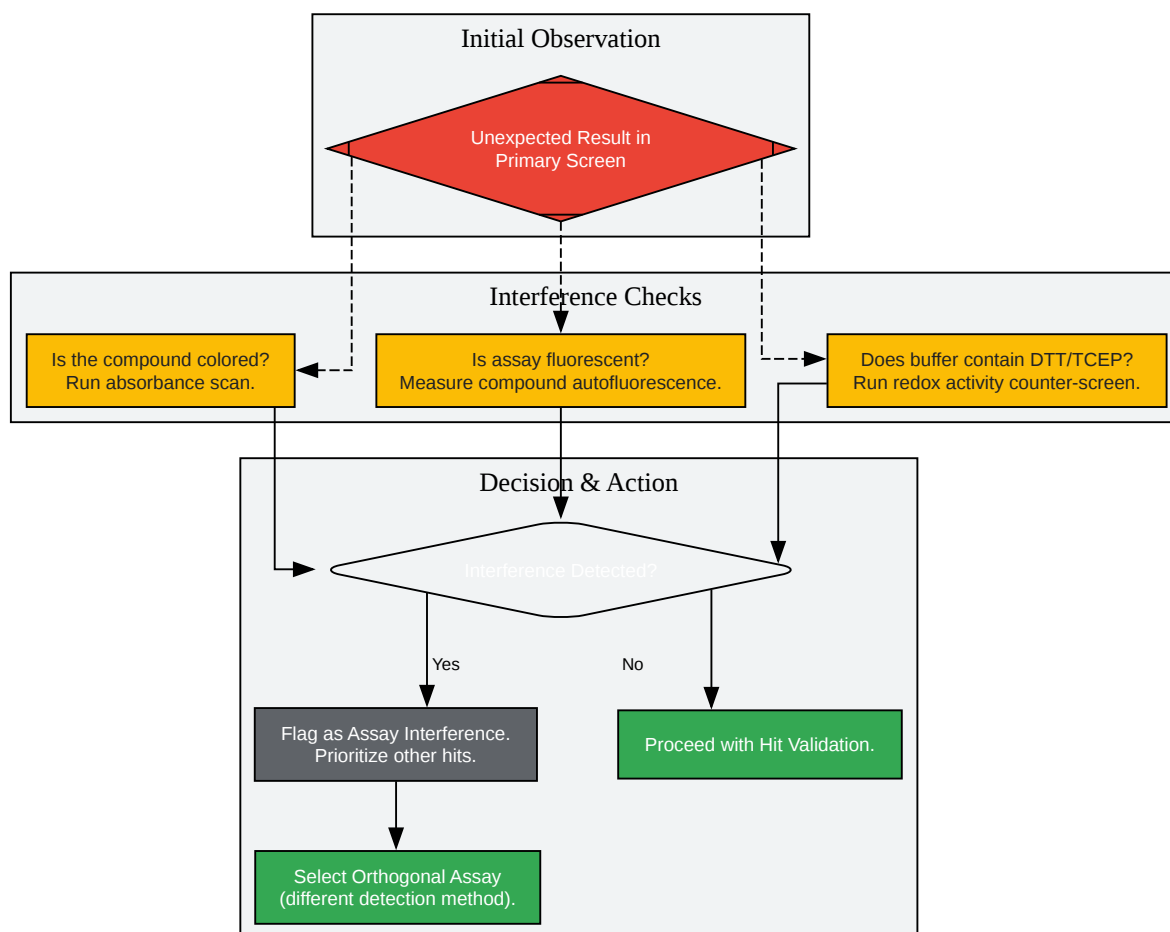 Initial Observation
Unexpected Result in
Primary Screen
Interference Checks
Is the compound colored?
Run absorbance scan.
Is assay fluorescent?
Measure compound autofluorescence.
Does buffer contain DTT/TCEP?
Run redox activity counter-screen.
Decision & Action
Interference Detected?
Yes
No
Flag as Assay Interference.
Prioritize other hits.
Proceed with Hit Validation.
Select Orthogonal Assay
(different detection method).